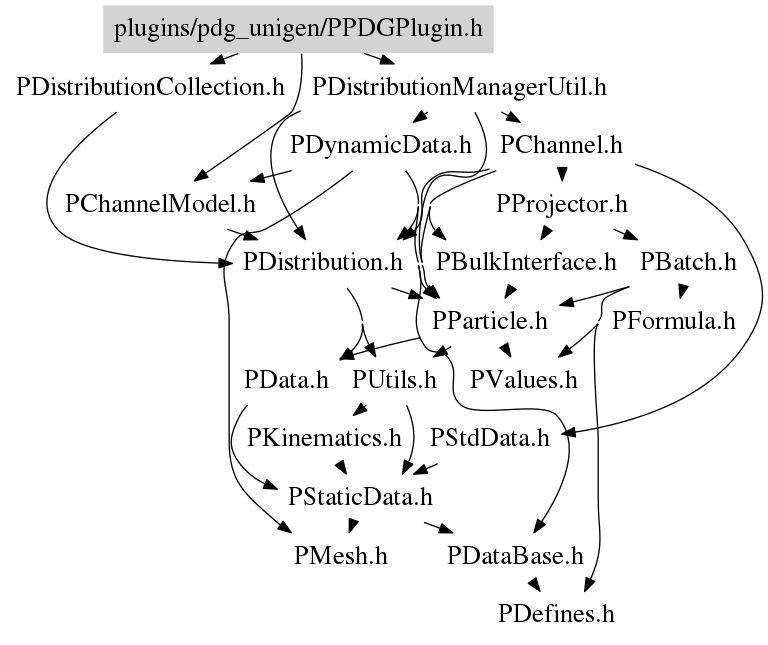 plugins/pdg_unigen/PPDGPlugin.h
PDistributionCollection.h
PDistributionManagerUtil.h
PDynamicData.h
PChannel.h
PChannelModel.h
PProjector.h
PDistribution.h
PBulkInterface.h
PBatch.h
PParticle.h
PFormula.h
PData.h
PUtils.h
PValues.h
PKinematics.h
PStdData.h
PStaticData.h
PMesh.h
PDataBase.h
PDefines.h